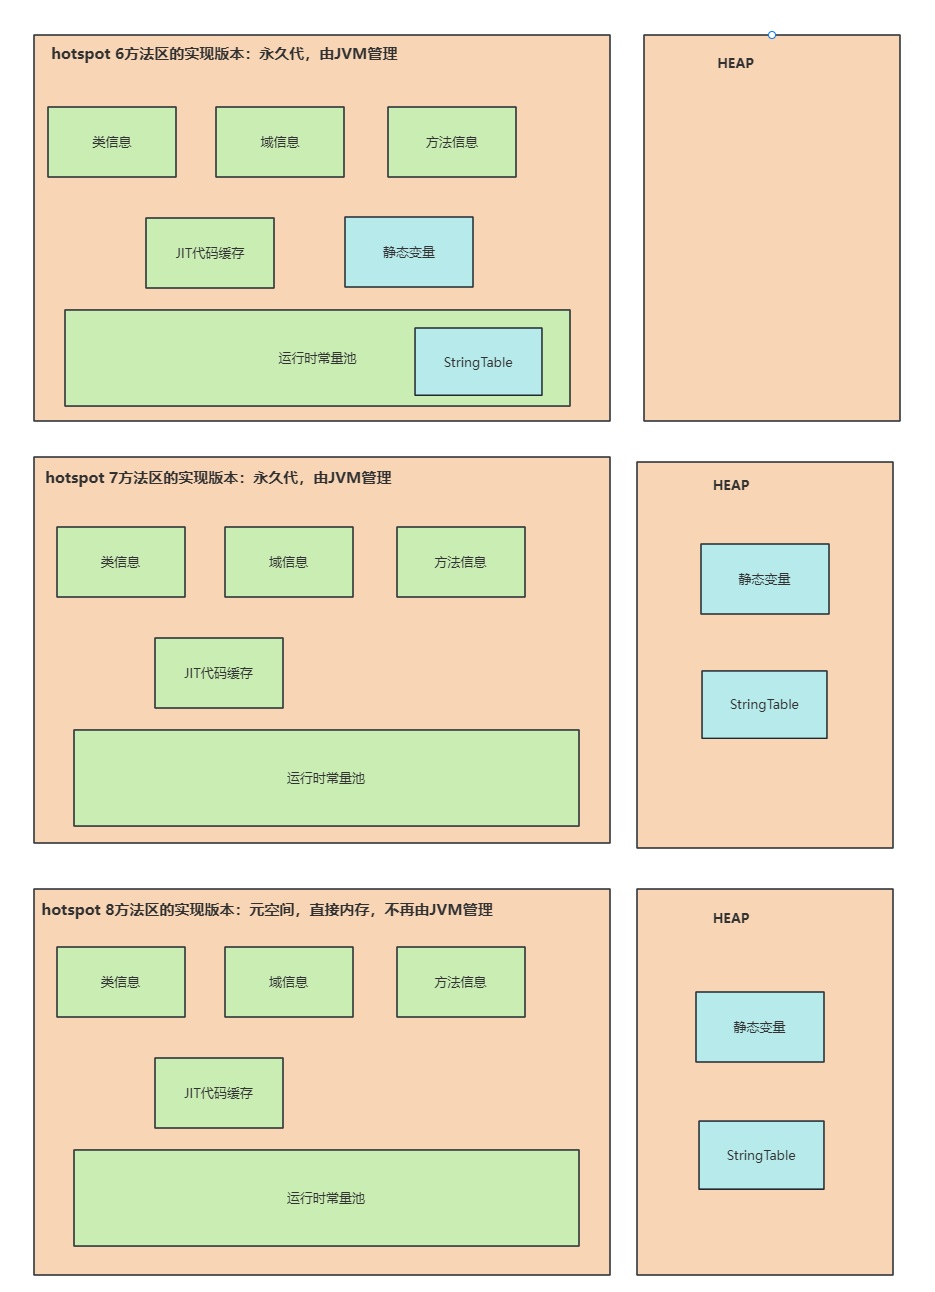 hotspot 6方法区的实现版本：永久代，由JVM管理
HEAP
类信息
域信息
方法信息
JIT代码缓存
静态变量
运行时常量池
StringTable
hotspot 7方法区的实现版本：永久代，由JVM管理
HEAP
类信息
域信息
方法信息
静态变量
JIT代码缓存
StringTable
运行时常量池
hotspot 8方法区的实现版本：元空间，直接内存，不再由JVM管理
HEAP
类信息
域信息
方法信息
静态变量
JIT代码缓存
StringTable
运行时常量池